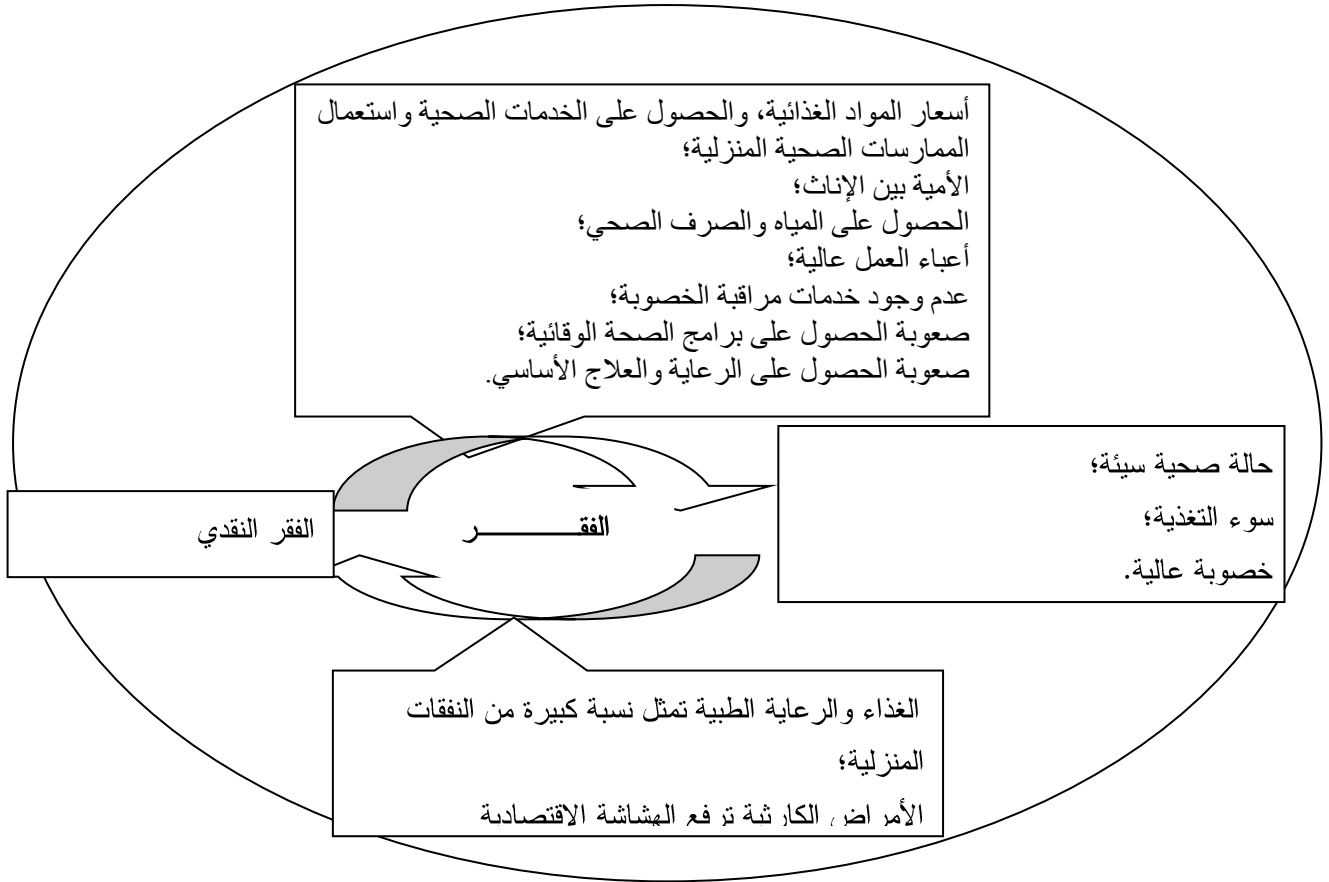 أسعار المواد الغذائية، والحصول على الخدمات الصحية واستعمال
الممارسات الصحية المنزلية؛
الأمية بين الإناث؛
الحصول على المياه والصرف الصحي؛
أعباء العمل عالية؛
عدم وجود خدمات مراقبة الخصوبة؛
صعوبة الحصول على برامج الصحة الوقائية؛
صعوبة الحصول على الرعاية والعلاج الأساسي.
حالة صحية سيئة؛
سوء التغذية؛
خصوبة عالية.
الفقـــــــــــر
الفقر النقدي
الغذاء والرعاية الطبية تمثل نسبة كبيرة من النفقات
المنزلية؛
الأمراض الكارثية ترفع الهشاشة الاقتصادية